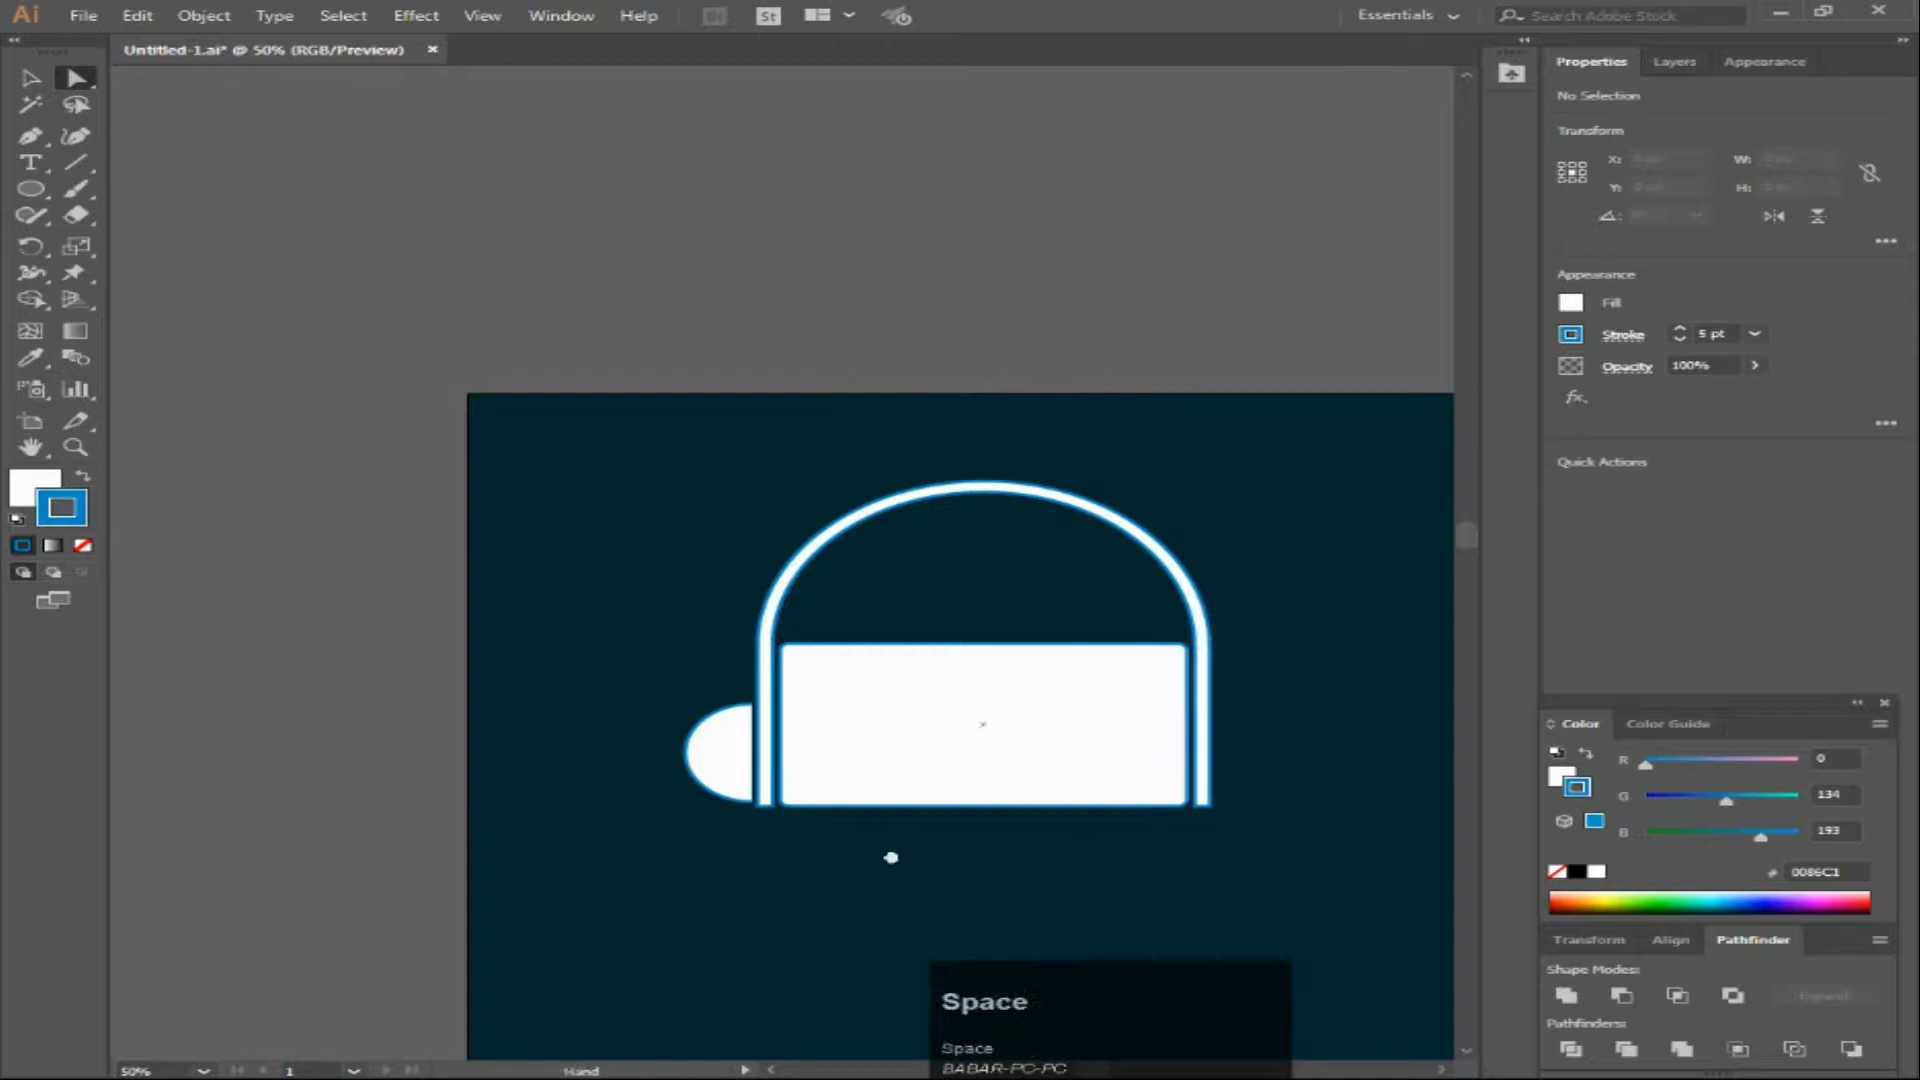 Ai File Edit Object Type Select Effect View Window Help St Essentials Search Adobe Stock
Untitled-1.ai* @ 50% (RGB/Preview)
Properties Layers Appearance
No Selection
Transform
X: W:
Y: H:
Appearance
Fill
Stroke 5 pt
Opacity 100%
fx.
Quick Actions
Color Color Guide
R 0
G 134
B 193
# 0086C1
Transform Align Pathfinder
Shape Modes:
Expand
Pathfinders:
Space
Space
BABAR-PC-PC
50% 1 Hand